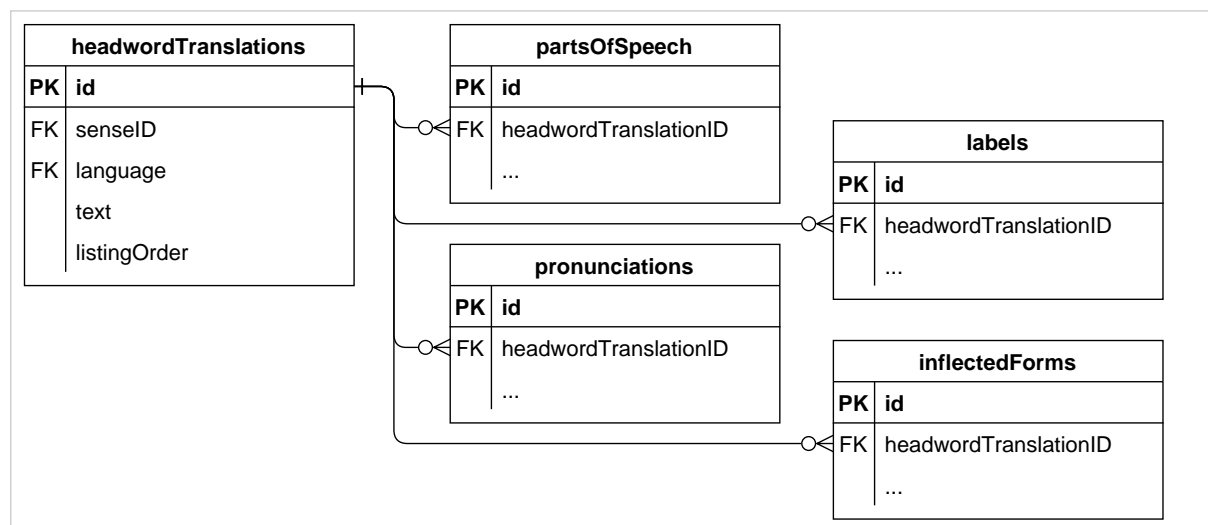 headwordTranslations
PK id
FK senseID
FK language
text
listingOrder
partsOfSpeech
PK id
FK headwordTranslationID
...
labels
PK id
FK headwordTranslationID
...
pronunciations
PK id
FK headwordTranslationID
...
inflectedForms
PK id
FK headwordTranslationID
...